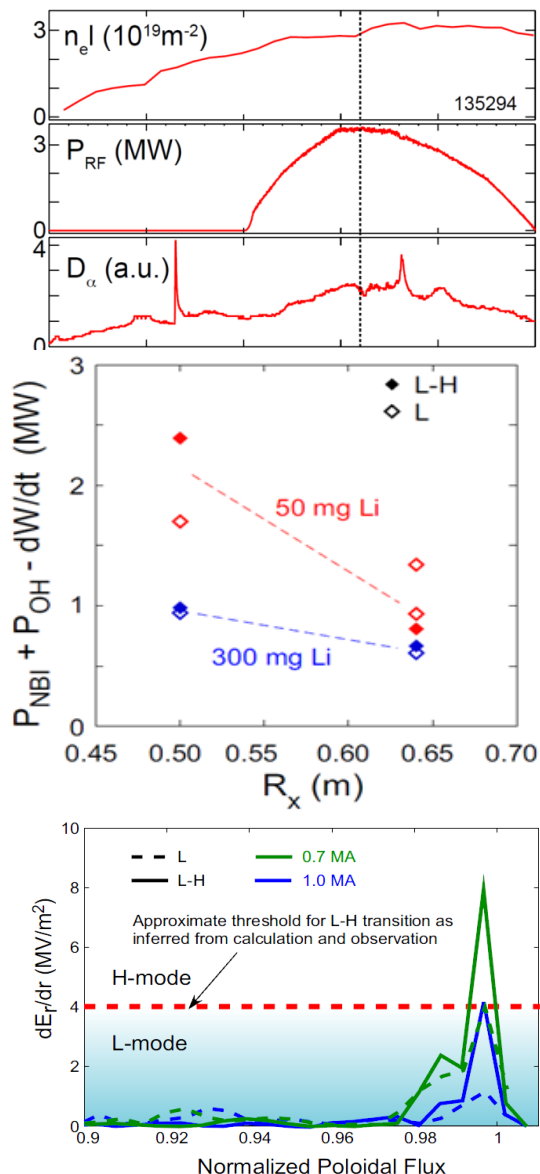 n_e l (10^19 m^-2)
3
0
135294
P_RF (MW)
3
0
4
D_α (a.u.)
2
0
3
L-H
L
2
50 mg Li
1
300 mg Li
0
P_NBI + P_OH - dW/dt (MW)
0.45 0.50 0.55 0.60 0.65 0.70
R_x (m)
10
L 0.7 MA
L-H 1.0 MA
8
Approximate threshold for L-H transition as
inferred from calculation and observation
6
H-mode
4
L-mode
2
0
dE_r/dr (MV/m²)
0.9 0.92 0.94 0.96 0.98 1
Normalized Poloidal Flux